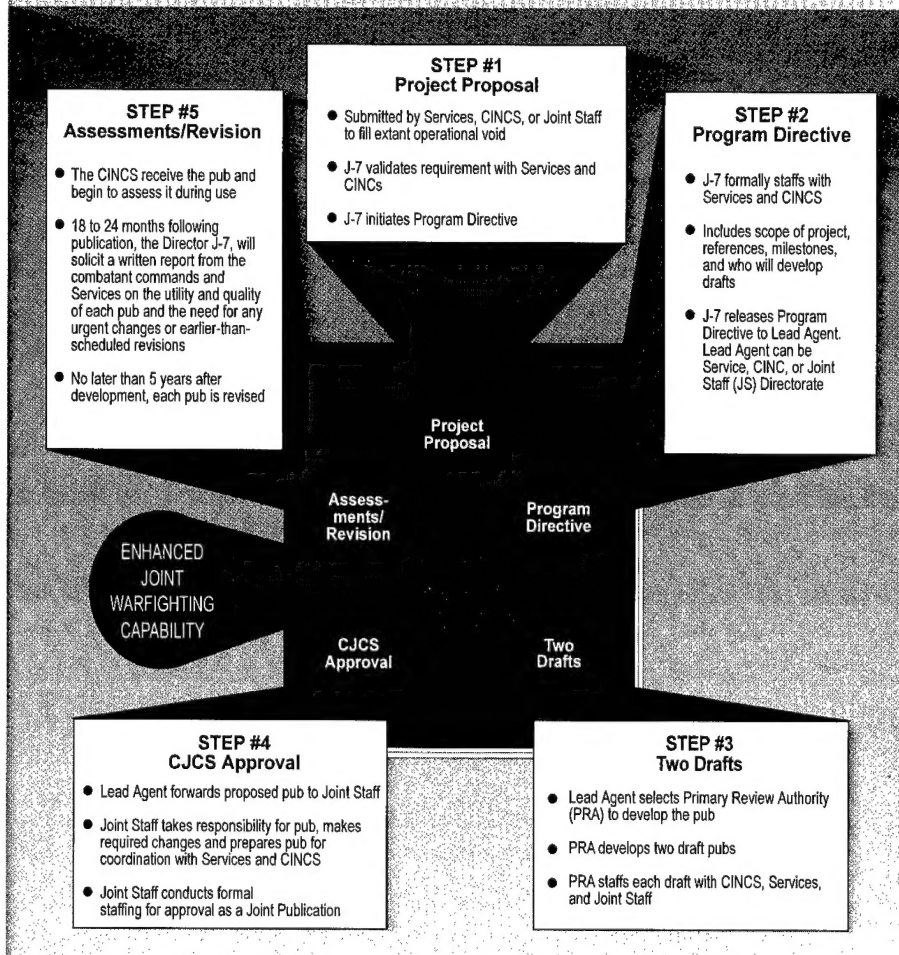 STEP #1
Project Proposal
● Submitted by Services, CINCS, or Joint Staff
to fill extant operational void
● J-7 validates requirement with Services and
CINCs
● J-7 initiates Program Directive
STEP #2
Program Directive
● J-7 formally staffs with
Services and CINCS
● Includes scope of project,
references, milestones,
and who will develop
drafts
● J-7 releases Program
Directive to Lead Agent.
Lead Agent can be
Service, CINC, or Joint
Staff (JS) Directorate
STEP #3
Two Drafts
● Lead Agent selects Primary Review Authority
(PRA) to develop the pub
● PRA develops two draft pubs
● PRA staffs each draft with CINCS, Services,
and Joint Staff
STEP #4
CJCS Approval
● Lead Agent forwards proposed pub to Joint Staff
● Joint Staff takes responsibility for pub, makes
required changes and prepares pub for
coordination with Services and CINCS
● Joint Staff conducts formal
staffing for approval as a Joint Publication
STEP #5
Assessments/Revision
● The CINCS receive the pub and
begin to assess it during use
● 18 to 24 months following
publication, the Director J-7, will
solicit a written report from the
combatant commands and
Services on the utility and quality
of each pub and the need for any
urgent changes or earlier-than-
scheduled revisions
● No later than 5 years after
development, each pub is revised
Project
Proposal
Program
Directive
Two
Drafts
CJCS
Approval
Assess-
ments/
Revision
ENHANCED
JOINT
WARFIGHTING
CAPABILITY